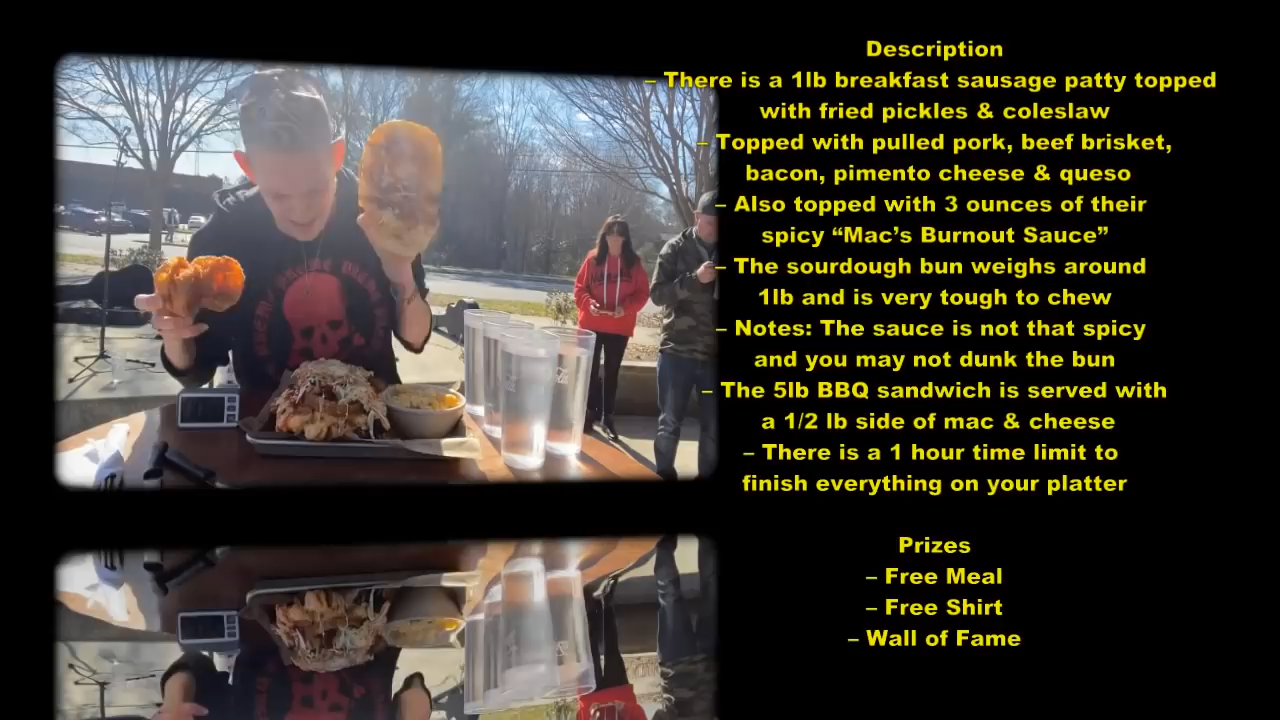 Description
– There is a 1lb breakfast sausage patty topped
with fried pickles & coleslaw
– Topped with pulled pork, beef brisket,
bacon, pimento cheese & queso
– Also topped with 3 ounces of their
spicy “Mac’s Burnout Sauce”
– The sourdough bun weighs around
1lb and is very tough to chew
– Notes: The sauce is not that spicy
and you may not dunk the bun
– The 5lb BBQ sandwich is served with
a 1/2 lb side of mac & cheese
– There is a 1 hour time limit to
finish everything on your platter
Prizes
– Free Meal
– Free Shirt
– Wall of Fame